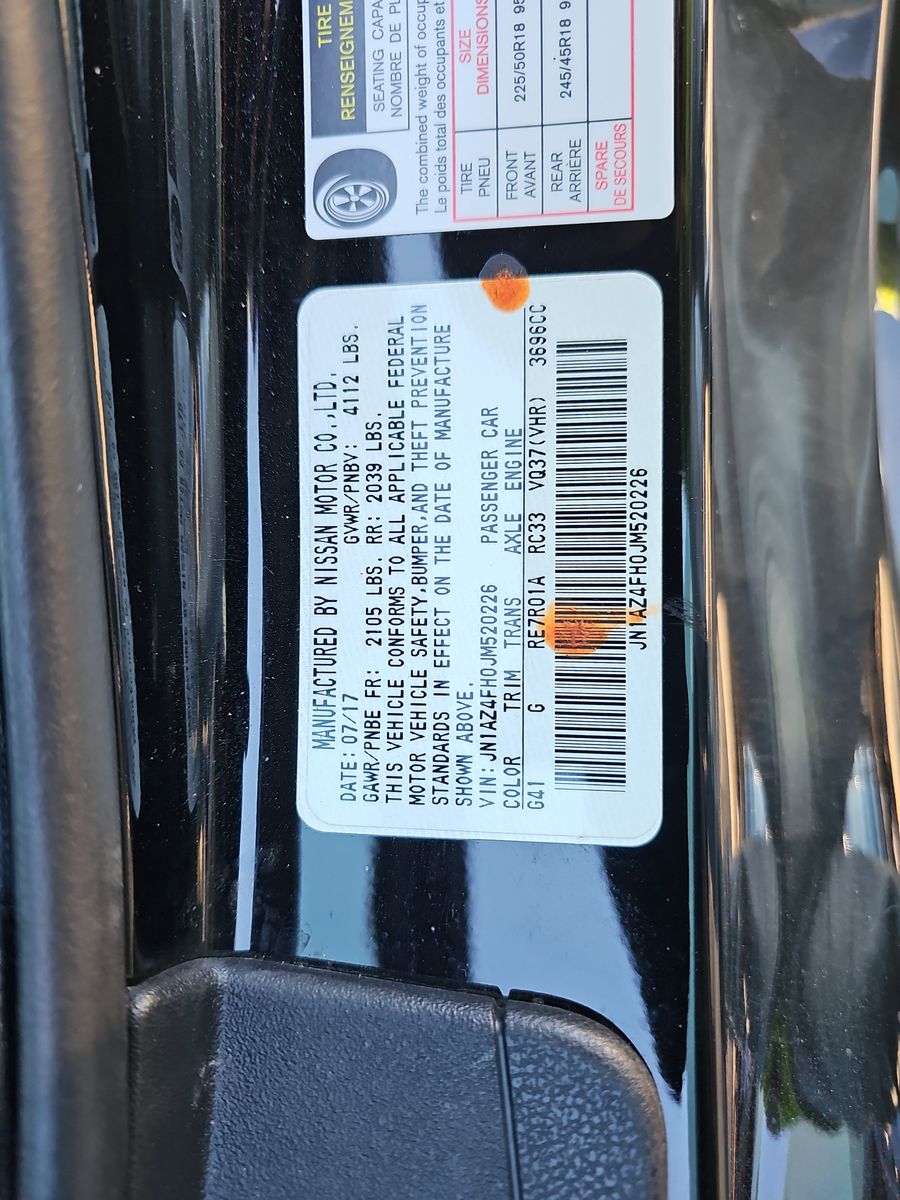 MANUFACTURED BY NISSAN MOTOR CO.,LTD.
DATE: 07/17 GVWR/PNBV: 4112 LBS.
GAWR/PNBE FR: 2105 LBS. RR: 2039 LBS.
THIS VEHICLE CONFORMS TO ALL APPLICABLE FEDERAL
MOTOR VEHICLE SAFETY,BUMPER,AND THEFT PREVENTION
STANDARDS IN EFFECT ON THE DATE OF MANUFACTURE
SHOWN ABOVE.
VIN:JN1AZ4FH0JM520226 PASSENGER CAR
COLOR TRIM TRANS AXLE ENGINE
G41 G RE7R01A RC33 VQ37(VHR) 3696CC
JN1AZ4FH0JM520226
TIRE
RENSEIGNEM
SEATING CAPA
NOMBRE DE PL
The combined weight of occup
Le poids total des occupants et
TIRE SIZE
PNEU DIMENSIONS
FRONT 225/50R18 95
AVANT
REAR 245/45R18 9
ARRIÈRE
SPARE
DE SECOURS